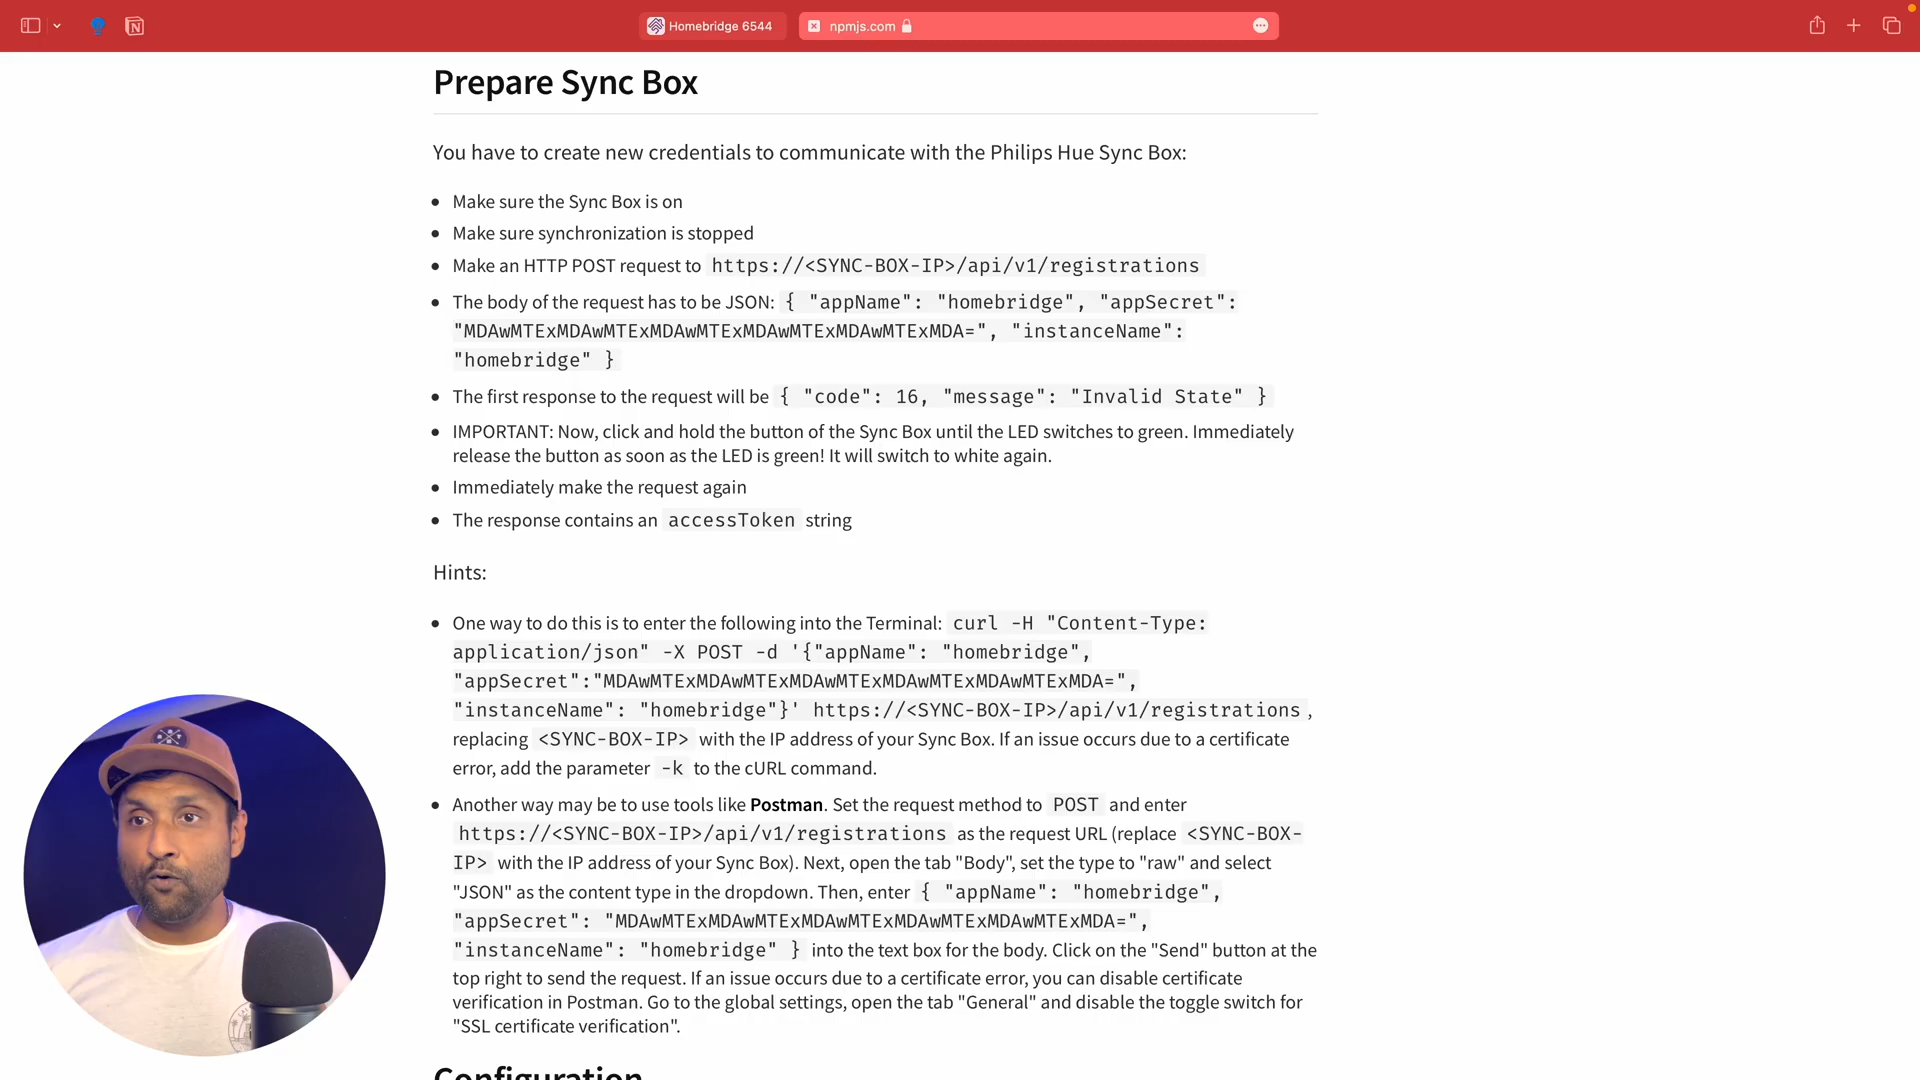 Homebridge 6544
npmjs.com
Prepare Sync Box
You have to create new credentials to communicate with the Philips Hue Sync Box:
Make sure the Sync Box is on
Make sure synchronization is stopped
Make an HTTP POST request to https://<SYNC-BOX-IP>/api/v1/registrations
The body of the request has to be JSON: { "appName": "homebridge", "appSecret":
"MDAwMTExMDAwMTExMDAwMTExMDAwMTExMDAwMTExMDA=", "instanceName":
"homebridge" }
The first response to the request will be { "code": 16, "message": "Invalid State" }
IMPORTANT: Now, click and hold the button of the Sync Box until the LED switches to green. Immediately
release the button as soon as the LED is green! It will switch to white again.
Immediately make the request again
The response contains an accessToken string
Hints:
One way to do this is to enter the following into the Terminal: curl -H "Content-Type:
application/json" -X POST -d '{"appName": "homebridge",
"appSecret":"MDAwMTExMDAwMTExMDAwMTExMDAwMTExMDAwMTExMDA=",
"instanceName": "homebridge"}' https://<SYNC-BOX-IP>/api/v1/registrations ,
replacing <SYNC-BOX-IP> with the IP address of your Sync Box. If an issue occurs due to a certificate
error, add the parameter -k to the cURL command.
Another way may be to use tools like Postman. Set the request method to POST and enter
https://<SYNC-BOX-IP>/api/v1/registrations as the request URL (replace <SYNC-BOX-
IP> with the IP address of your Sync Box). Next, open the tab "Body", set the type to "raw" and select
"JSON" as the content type in the dropdown. Then, enter { "appName": "homebridge",
"appSecret": "MDAwMTExMDAwMTExMDAwMTExMDAwMTExMDAwMTExMDA=",
"instanceName": "homebridge" } into the text box for the body. Click on the "Send" button at the
top right to send the request. If an issue occurs due to a certificate error, you can disable certificate
verification in Postman. Go to the global settings, open the tab "General" and disable the toggle switch for
"SSL certificate verification".
Configuration